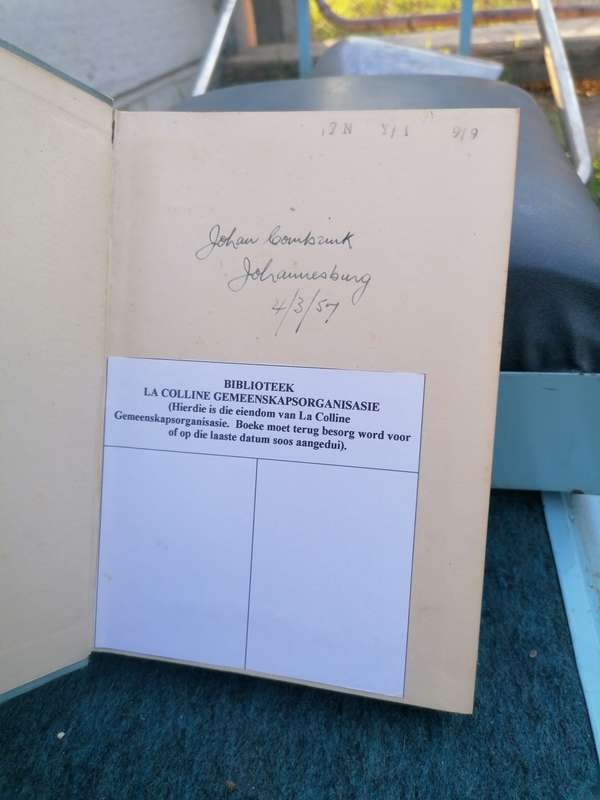 Johan Combrink
Johannesburg
4/3/57
BIBLIOTEEK
LA COLLINE GEMEENSKAPSORGANISASIE
(Hierdie is die eiendom van La Colline
Gemeenskapsorganisasie. Boeke moet terug besorg word voor
of op die laaste datum soos aangedui).